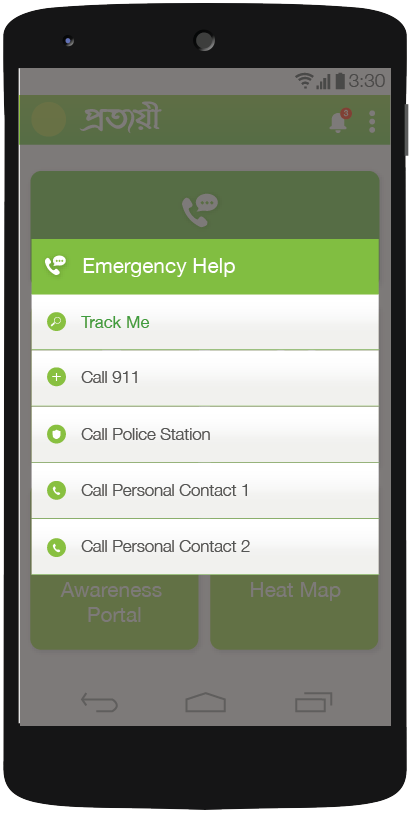 3:30
প্রত্যয়ী
3
Emergency Help
Track Me
Call 911
Call Police Station
Call Personal Contact 1
Call Personal Contact 2
Awareness
Portal
Heat Map